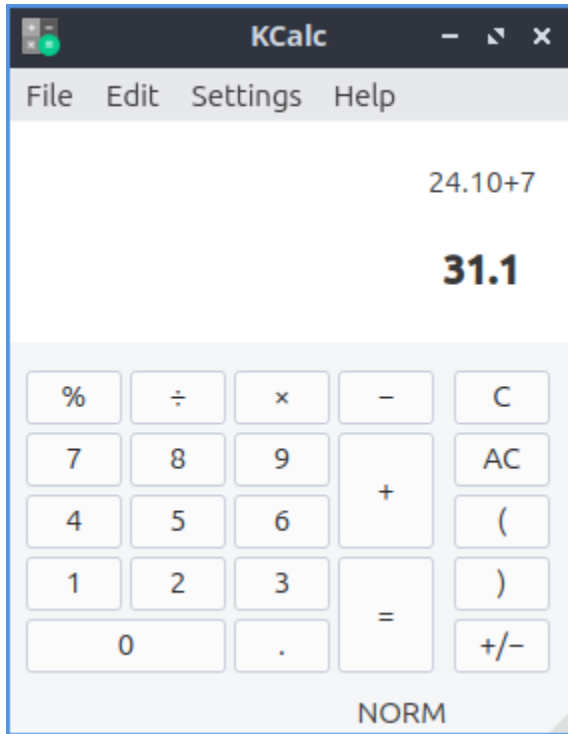 KCalc
File Edit Settings Help
24.10+7
31.1
% ÷ × − C
7 8 9 + AC
4 5 6 (
1 2 3 = )
0 . +/−
NORM